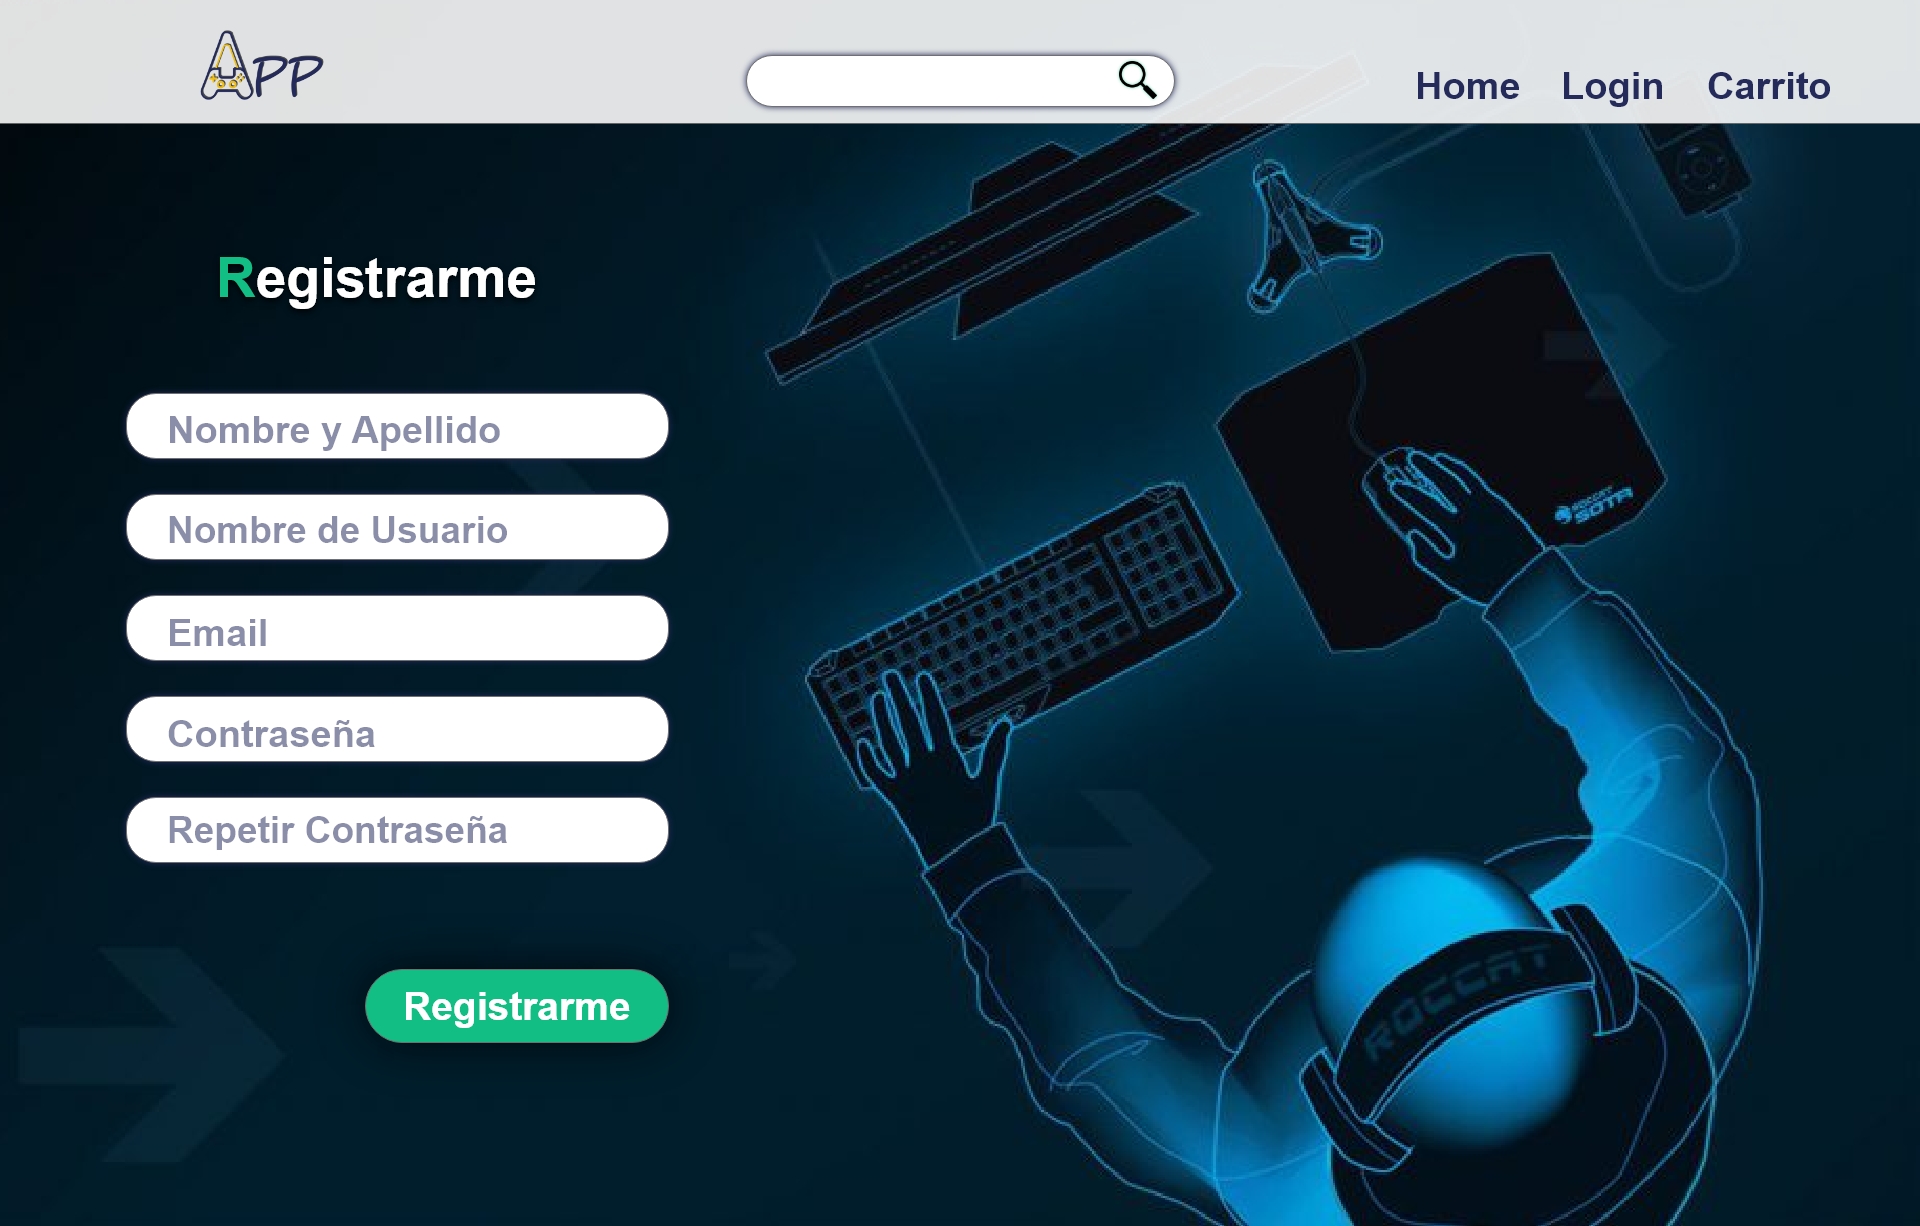 App
Home Login Carrito
Registrarme
Nombre y Apellido
Nombre de Usuario
Email
Contraseña
Repetir Contraseña
Registrarme
ROCCAT
SOTA
ROCCAT